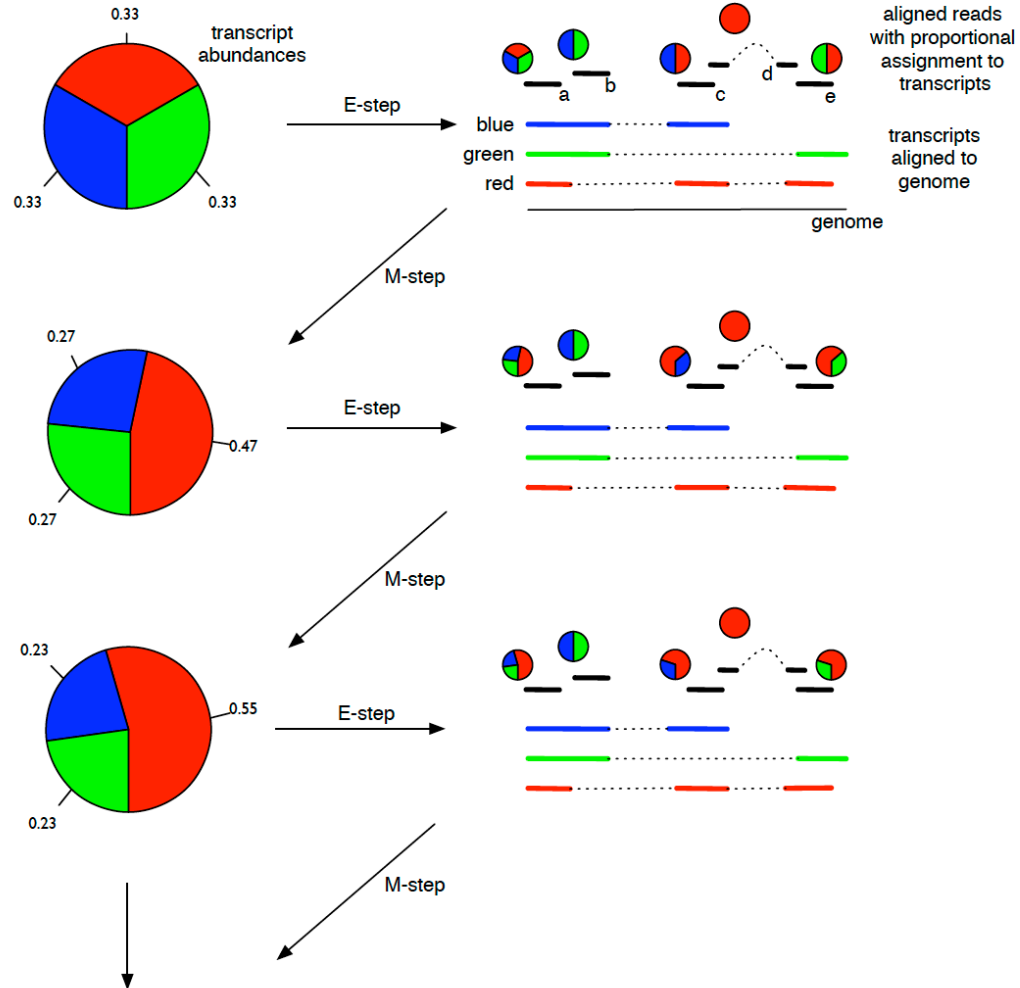 0.33
transcript
abundances
0.33
0.33
E-step
a
b
c
d
e
aligned reads
with proportional
assignment to
transcripts
blue
green
red
transcripts
aligned to
genome
genome
M-step
0.27
0.47
0.27
E-step
M-step
0.23
0.55
0.23
E-step
M-step